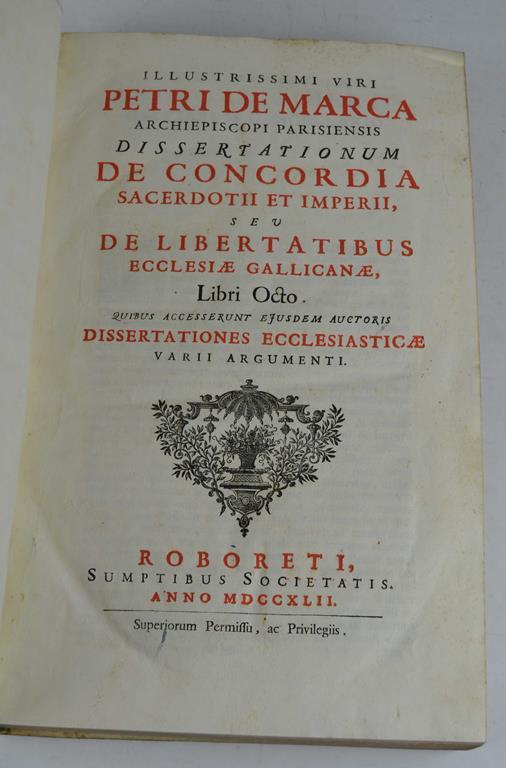 ILLUSTRISSIMI VIRI
PETRI DE MARCA
ARCHIEPISCOPI PARISIENSIS
DISSERTATIONUM
DE CONCORDIA
SACERDOTII ET IMPERII,
SEU
DE LIBERTATIBUS
ECCLESIÆ GALLICANÆ,
Libri Octo.
QUIBUS ACCESSERUNT EJUSDEM AUCTORIS
DISSERTATIONES ECCLESIASTICÆ
VARII ARGUMENTI.
ROBORETI,
SUMPTIBUS SOCIETATIS.
ANNO MDCCXLII.
Superiorum Permiſſu, ac Privilegiis.